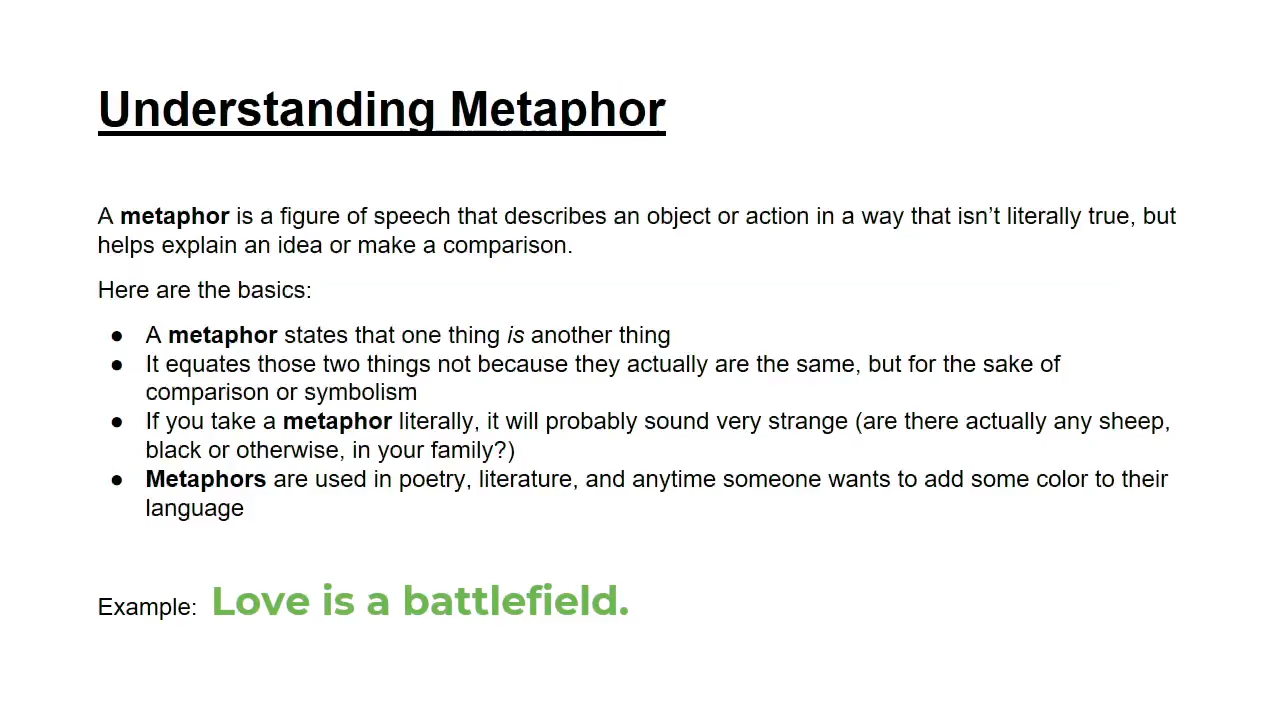 Understanding Metaphor
A metaphor is a figure of speech that describes an object or action in a way that isn’t literally true, but
helps explain an idea or make a comparison.
Here are the basics:
● A metaphor states that one thing is another thing
● It equates those two things not because they actually are the same, but for the sake of
comparison or symbolism
● If you take a metaphor literally, it will probably sound very strange (are there actually any sheep,
black or otherwise, in your family?)
● Metaphors are used in poetry, literature, and anytime someone wants to add some color to their
language
Example: Love is a battlefield.